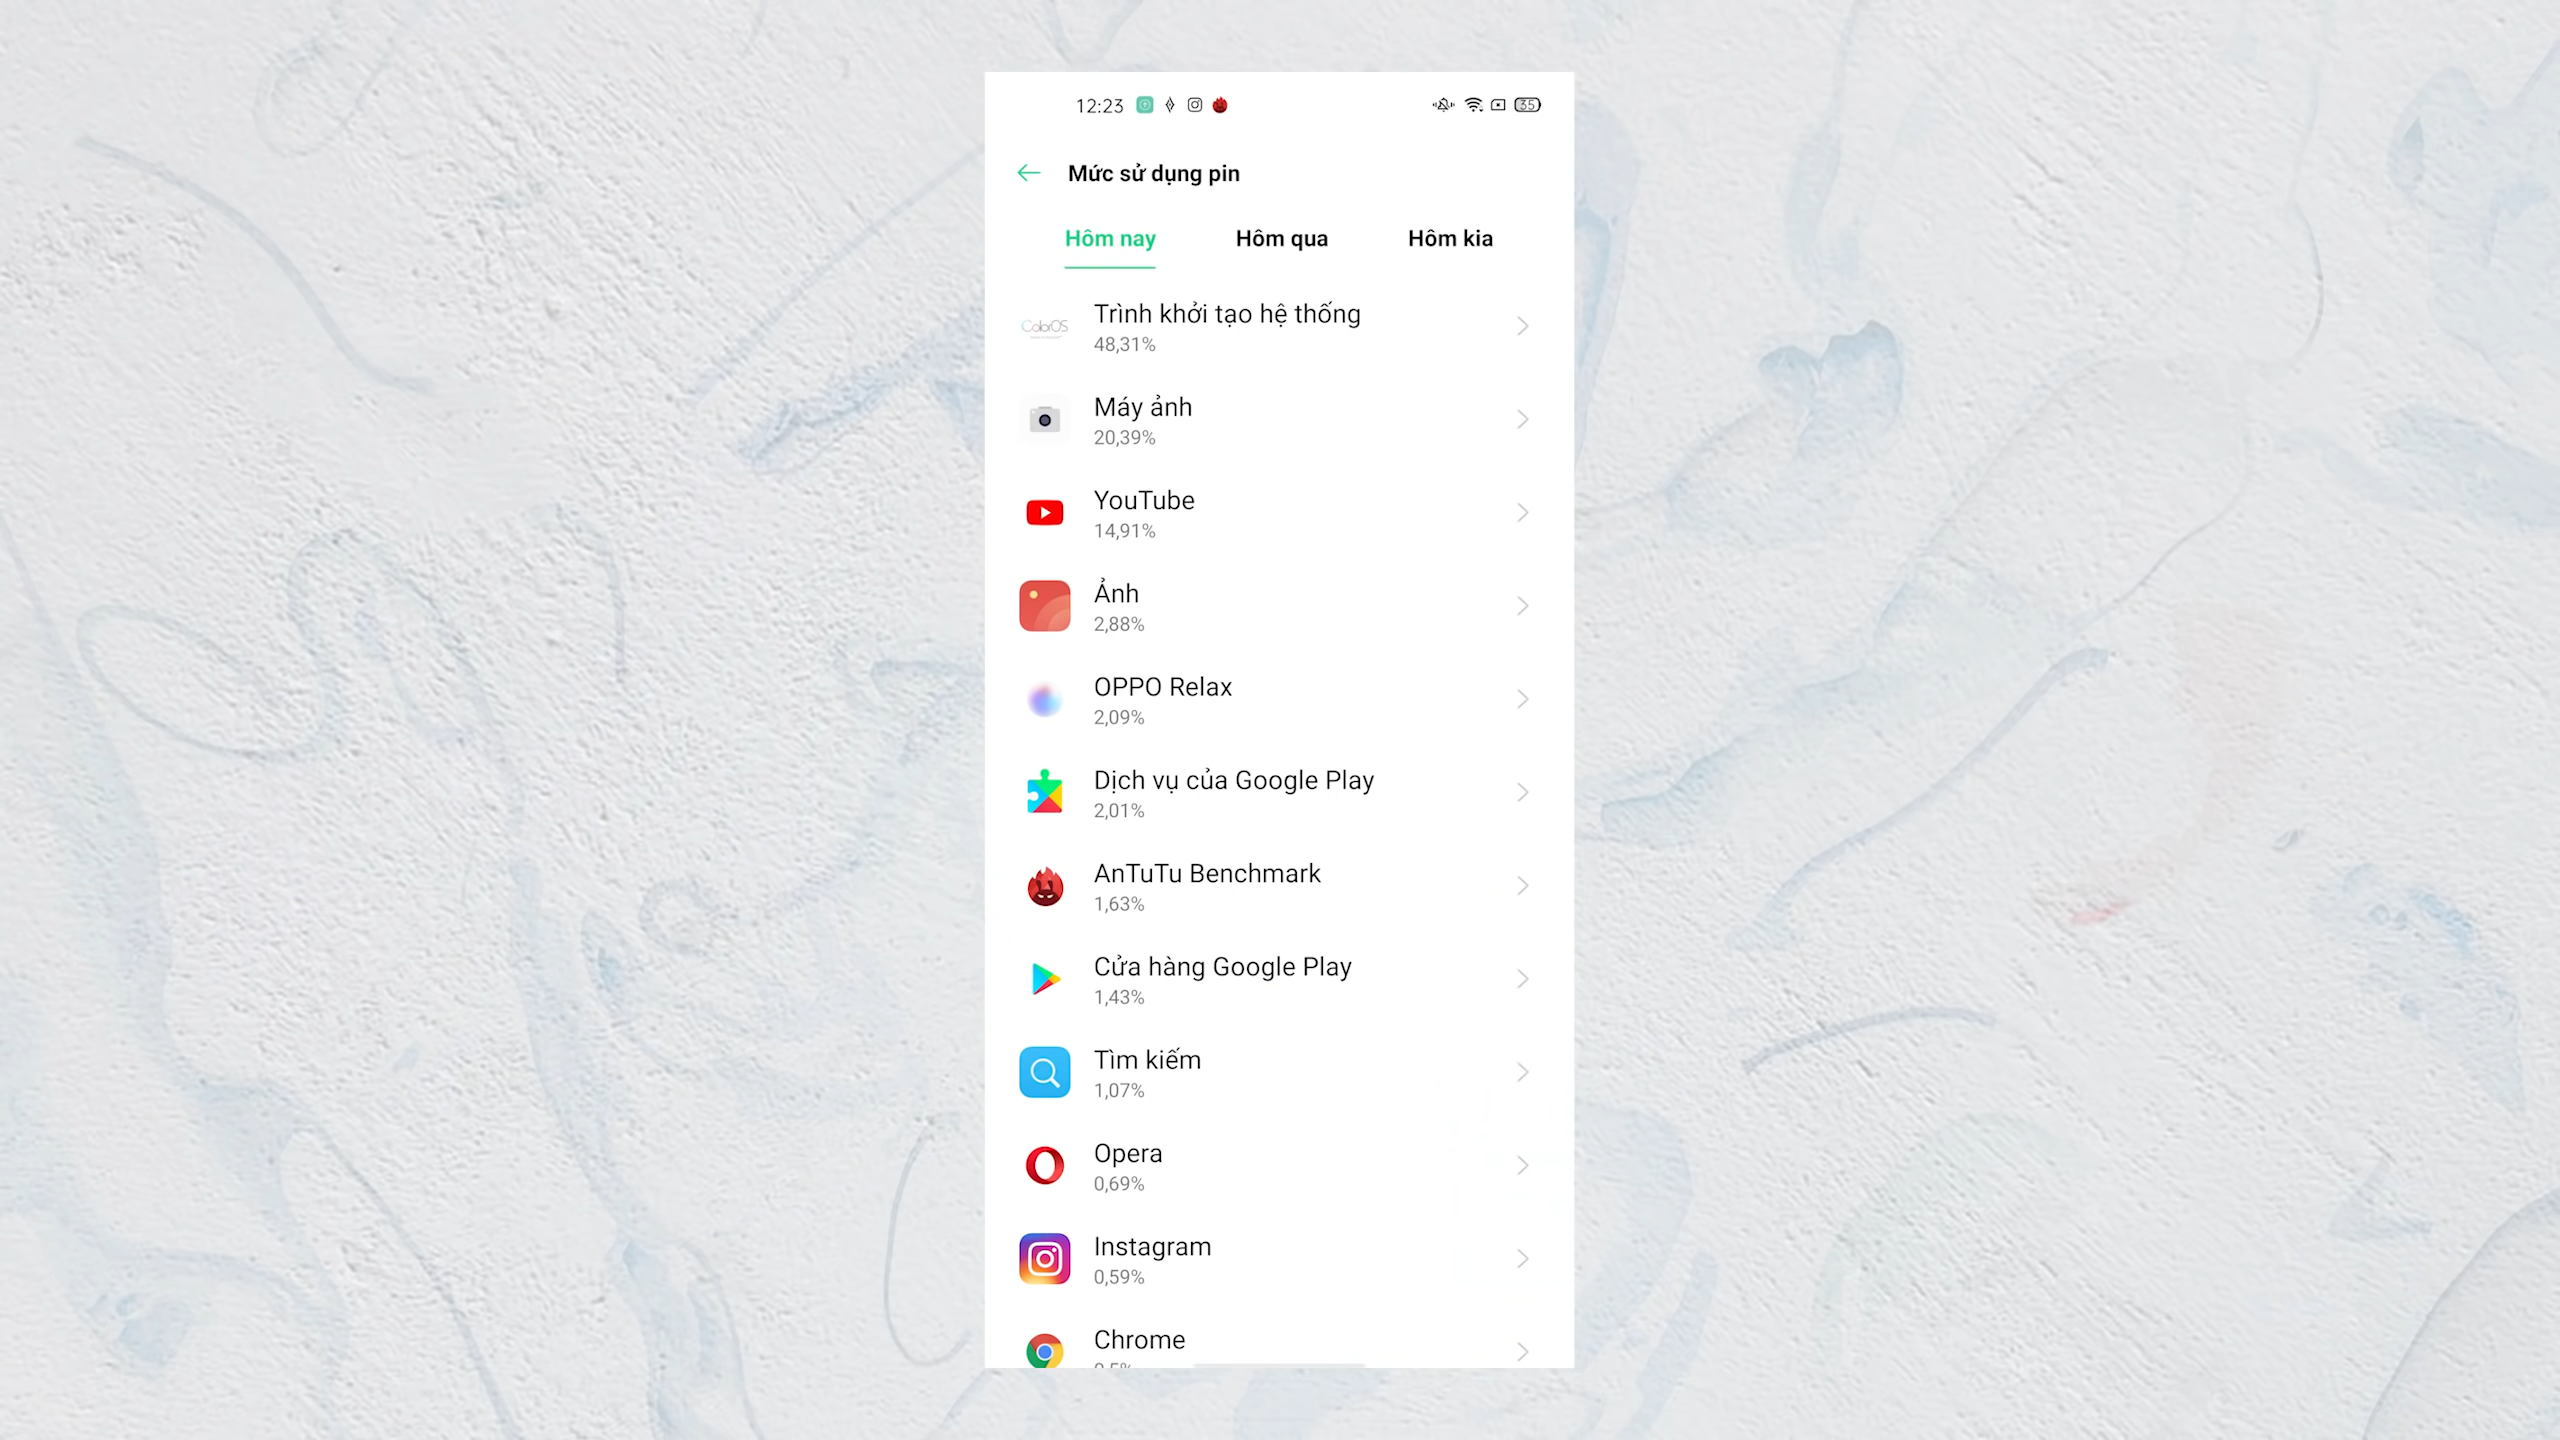 12:23
35
Mức sử dụng pin
Hôm nay Hôm qua Hôm kia
ColorOS
Trình khởi tạo hệ thống
48,31%
Máy ảnh
20,39%
YouTube
14,91%
Ảnh
2,88%
OPPO Relax
2,09%
Dịch vụ của Google Play
2,01%
AnTuTu Benchmark
1,63%
Cửa hàng Google Play
1,43%
Tìm kiếm
1,07%
Opera
0,69%
Instagram
0,59%
Chrome